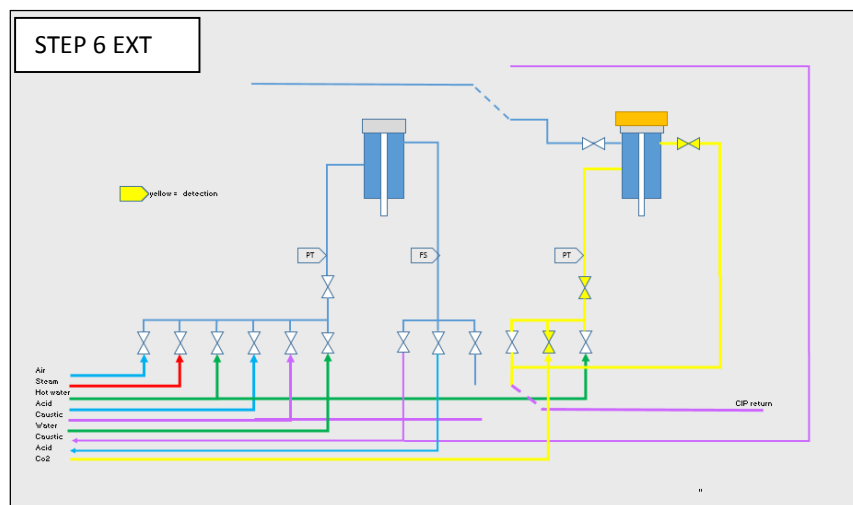 STEP 6 EXT
yellow = detection
PT
FS
PT
Air
Steam
Hot water
Acid
Caustic
Water
Caustic
Acid
Co2
CIP return
"